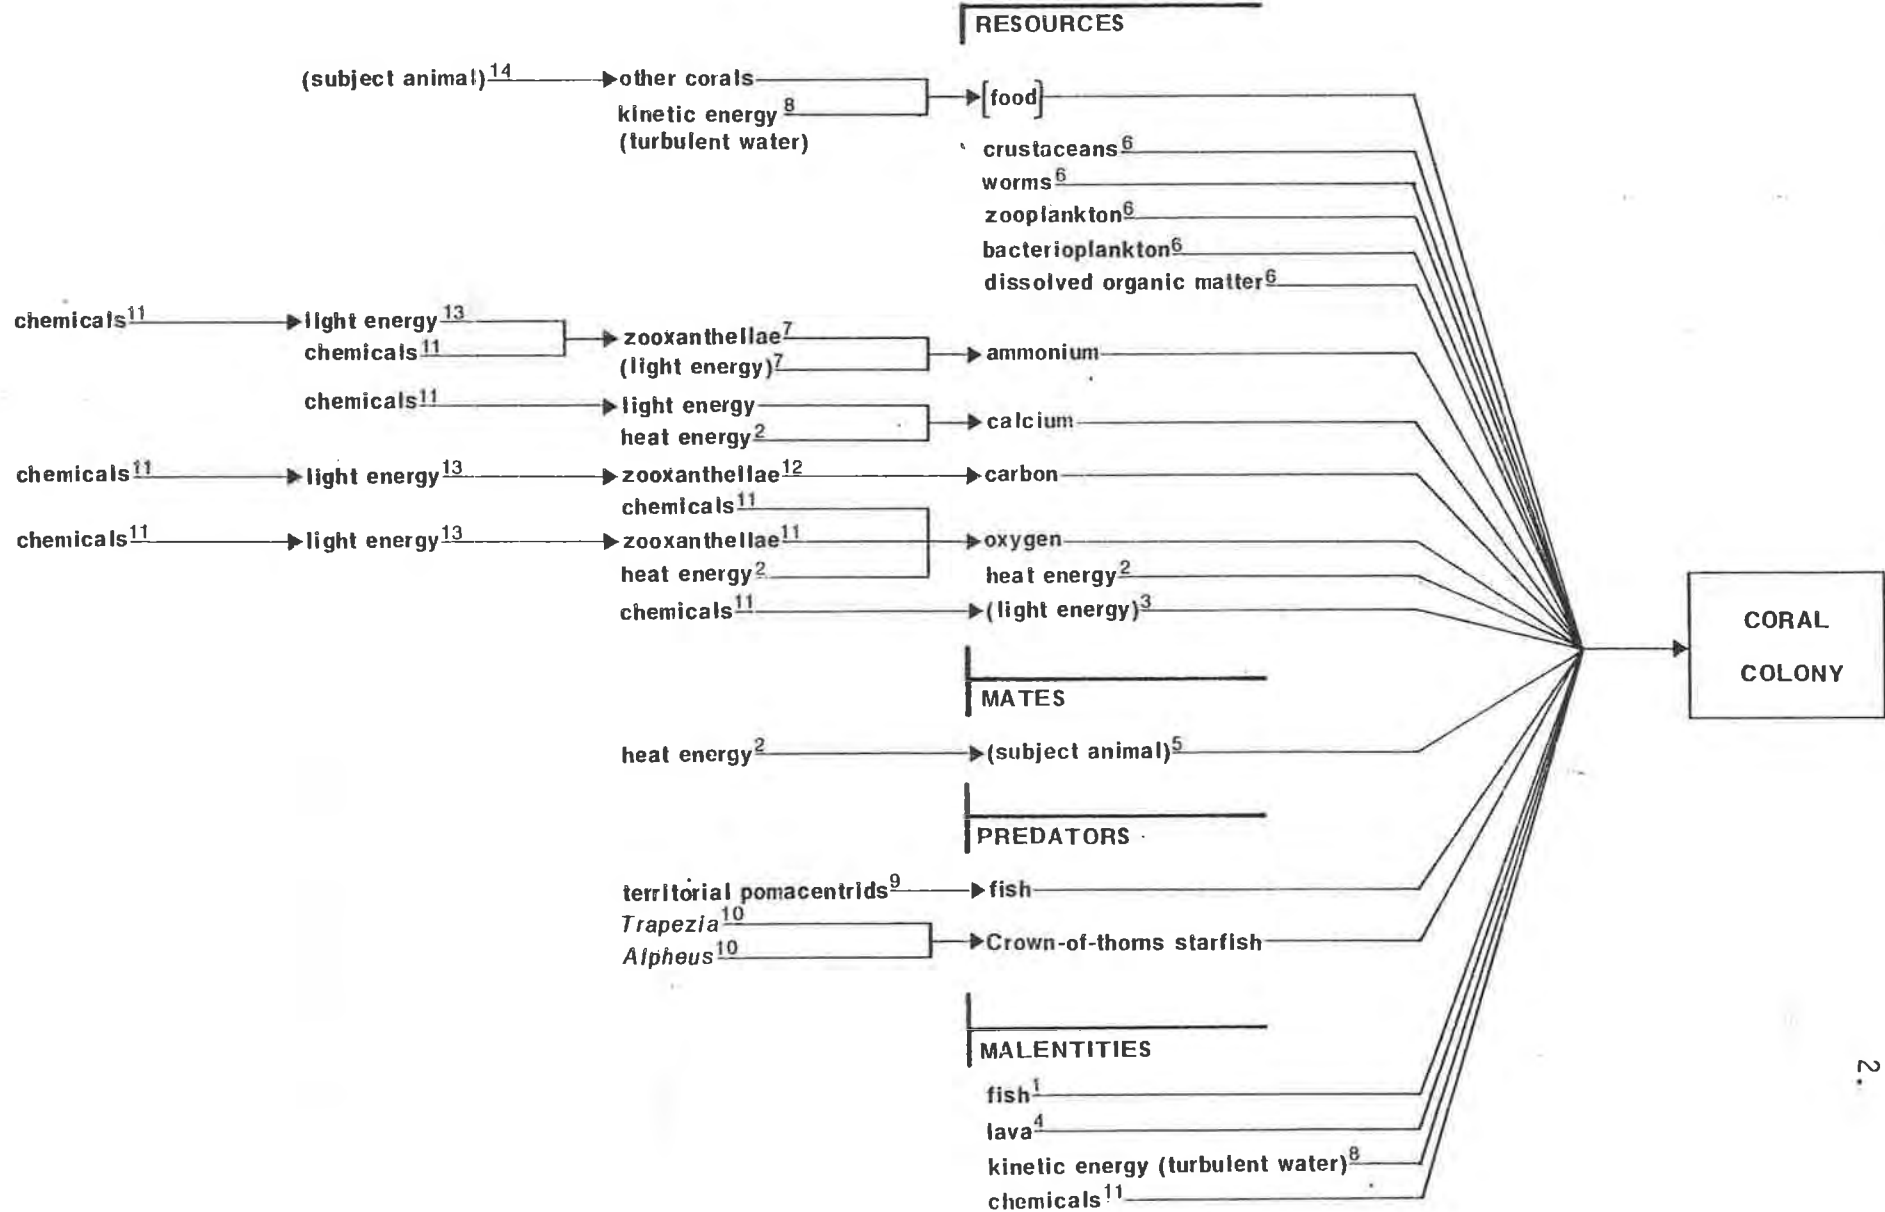 RESOURCES
(subject animal)14 other corals
[food]
kinetic energy8
(turbulent water)
crustaceans6
worms6
zooplankton6
bacterioplankton6
dissolved organic matter6
chemicals11 light energy13
chemicals11
zooxanthellae7
(light energy)7
ammonium
chemicals11 light energy
heat energy2
calcium
chemicals11 light energy13 zooxanthellae12 carbon
chemicals11
chemicals11 light energy13 zooxanthellae11 oxygen
heat energy2 heat energy2
chemicals11 (light energy)3
CORAL
COLONY
MATES
heat energy2 (subject animal)5
PREDATORS
territorial pomacentrids9 fish
Trapezia10
Alpheus10
Crown-of-thoms starfish
MALENTITIES
fish1
lava4
kinetic energy (turbulent water)8
chemicals11
2.